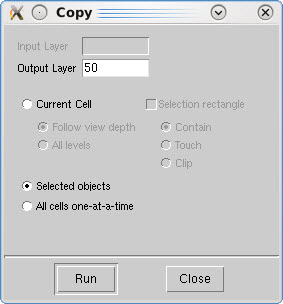 Copy
Input Layer
Output Layer 50
Current Cell Selection rectangle
Follow view depth Contain
All levels Touch
Clip
Selected objects
All cells one-at-a-time
Run Close